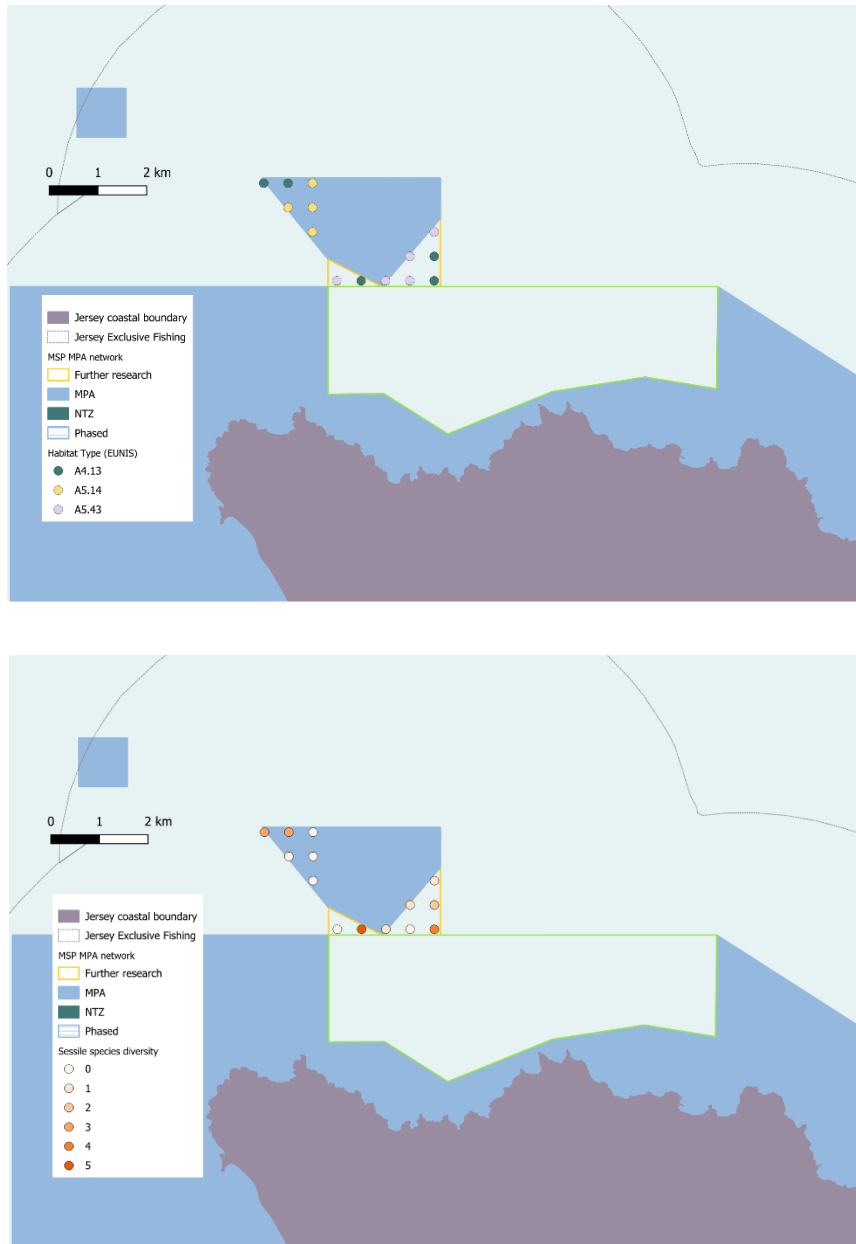 0 1 2 km
Jersey coastal boundary
Jersey Exclusive Fishing
MSP MPA network
Further research
MPA
NTZ
Phased
Habitat Type (EUNIS)
A4.13
A5.14
A5.43
0 1 2 km
Jersey coastal boundary
Jersey Exclusive Fishing
MSP MPA network
Further research
MPA
NTZ
Phased
Sessile species diversity
0
1
2
3
4
5